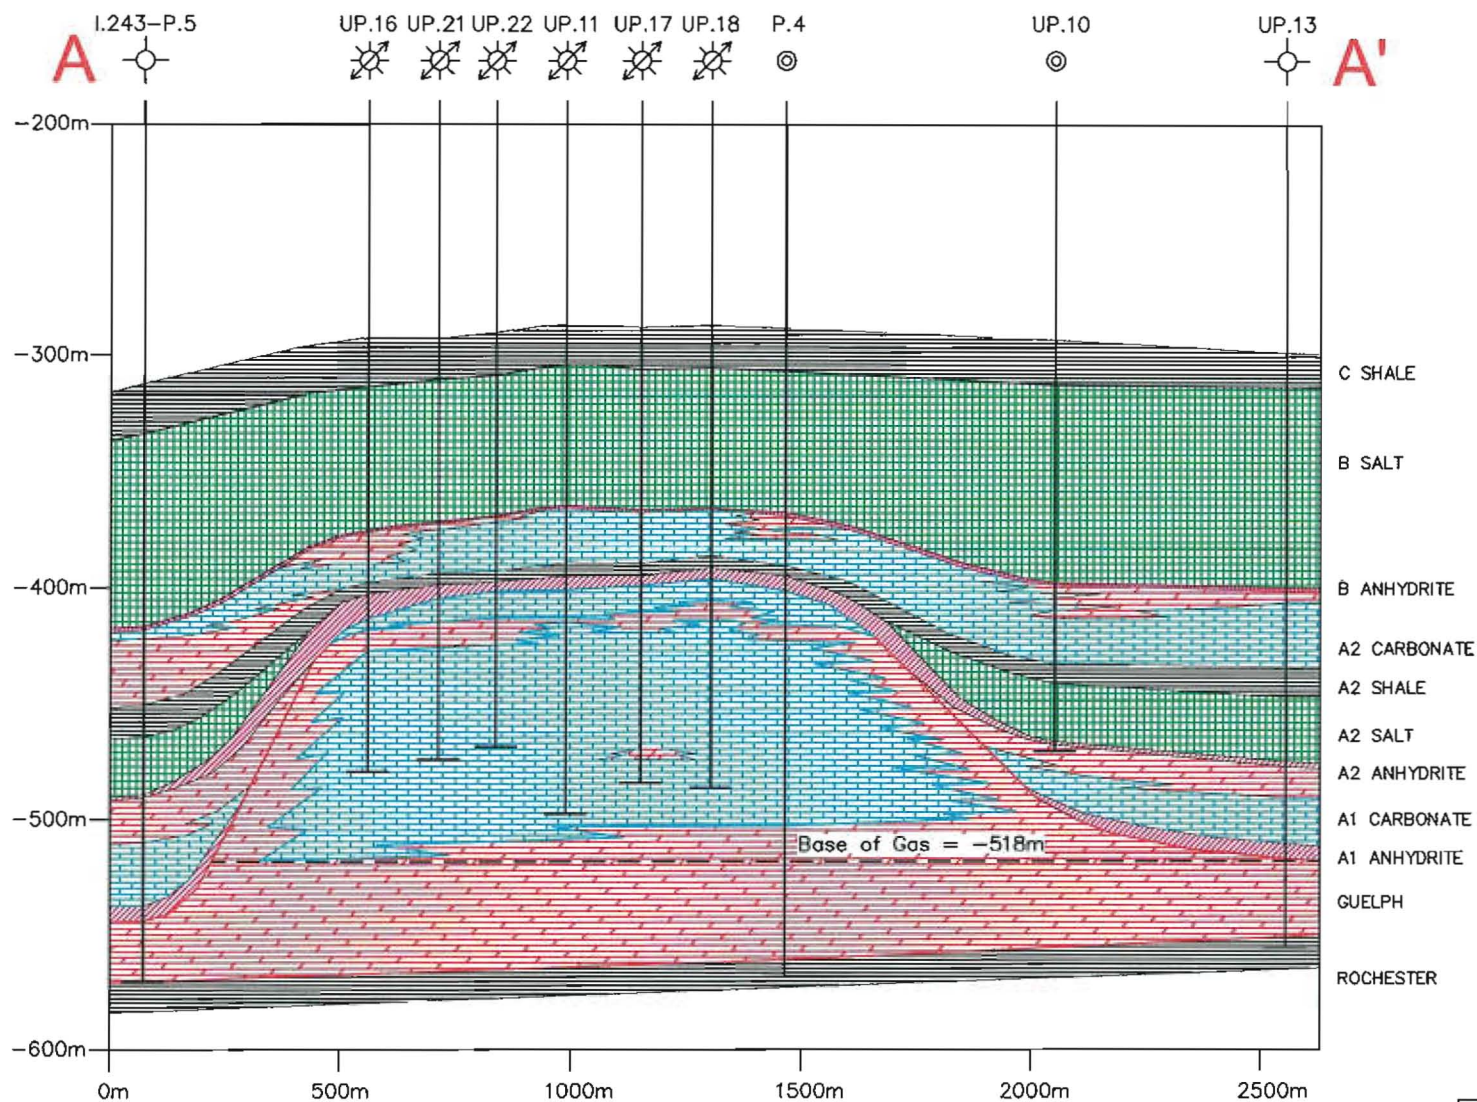 I.243-P.5 UP.16 UP.21 UP.22 UP.11 UP.17 UP.18 P.4 UP.10 UP.13
A A'
-200m
-300m
C SHALE
B SALT
-400m
B ANHYDRITE
A2 CARBONATE
A2 SHALE
A2 SALT
A2 ANHYDRITE
-500m
A1 CARBONATE
Base of Gas = -518m
A1 ANHYDRITE
GUELPH
ROCHESTER
-600m
0m 500m 1000m 1500m 2000m 2500m